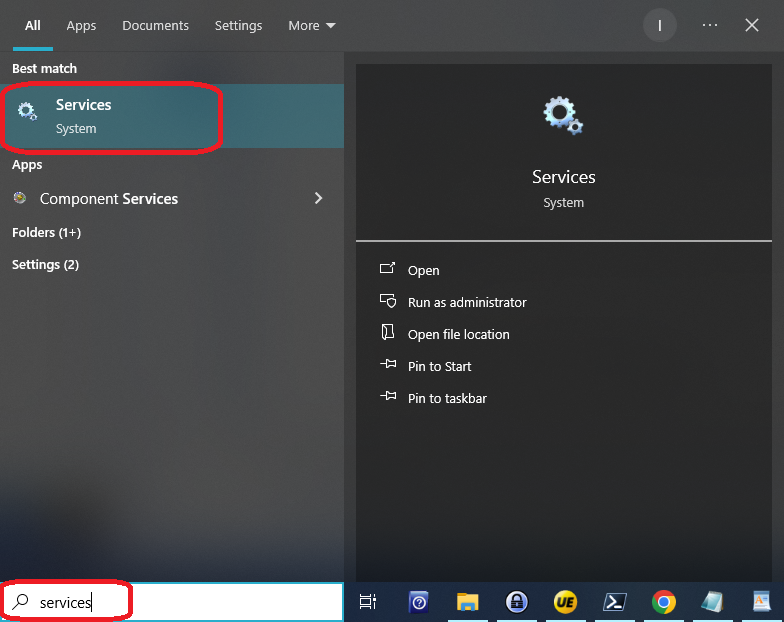 All Apps Documents Settings More I ...
Best match
Services
System
Apps
Component Services
Folders (1+)
Settings (2)
services
Services
System
Open
Run as administrator
Open file location
Pin to Start
Pin to taskbar
UE